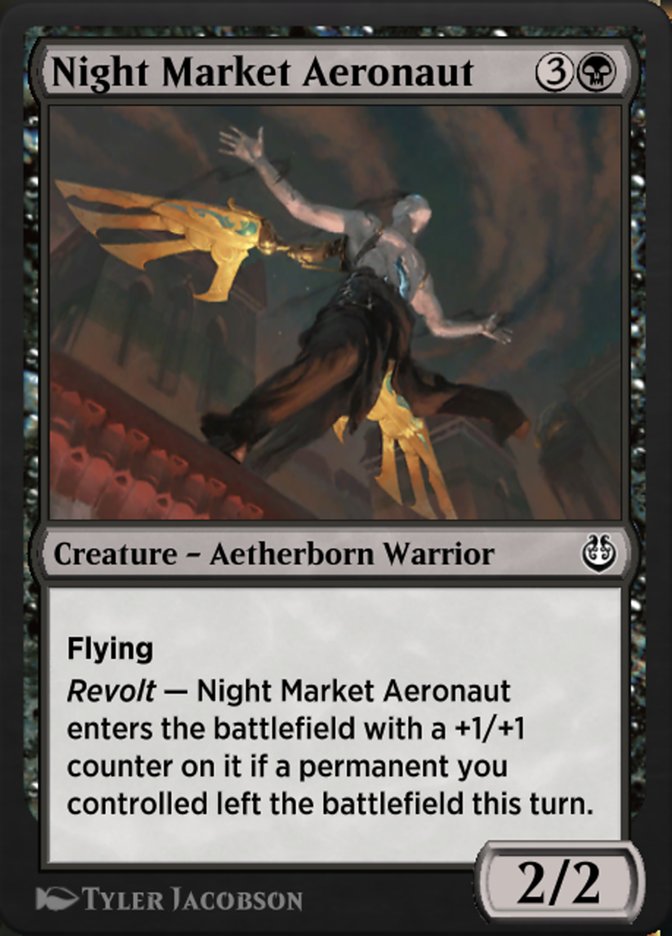 Night Market Aeronaut 3
Creature – Aetherborn Warrior
Flying
Revolt — Night Market Aeronaut
enters the battlefield with a +1/+1
counter on it if a permanent you
controlled left the battlefield this turn.
2/2
Tyler Jacobson